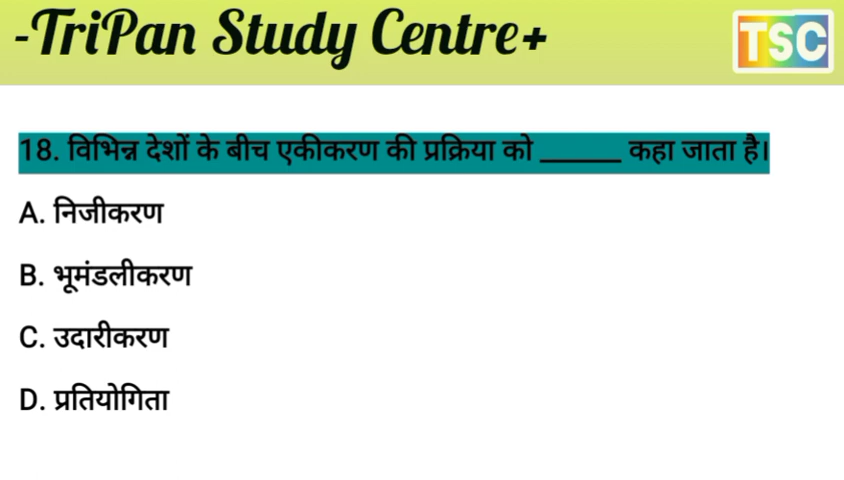 -TriPan Study Centre+
TSC
18. विभिन्न देशों के बीच एकीकरण की प्रक्रिया को ______ कहा जाता है।
A. निजीकरण
B. भूमंडलीकरण
C. उदारीकरण
D. प्रतियोगिता